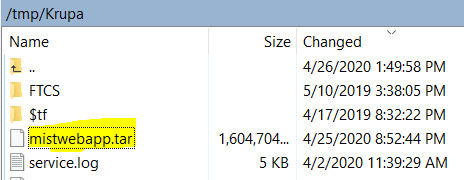 /tmp/Krupa
Name Size Changed
.. 4/26/2020 1:49:58 PM
FTCS 5/10/2019 3:38:05 PM
$tf 4/17/2019 8:32:22 PM
mistwebapp.tar 1,604,704... 4/25/2020 8:52:44 PM
service.log 5 KB 4/2/2020 11:39:29 AM